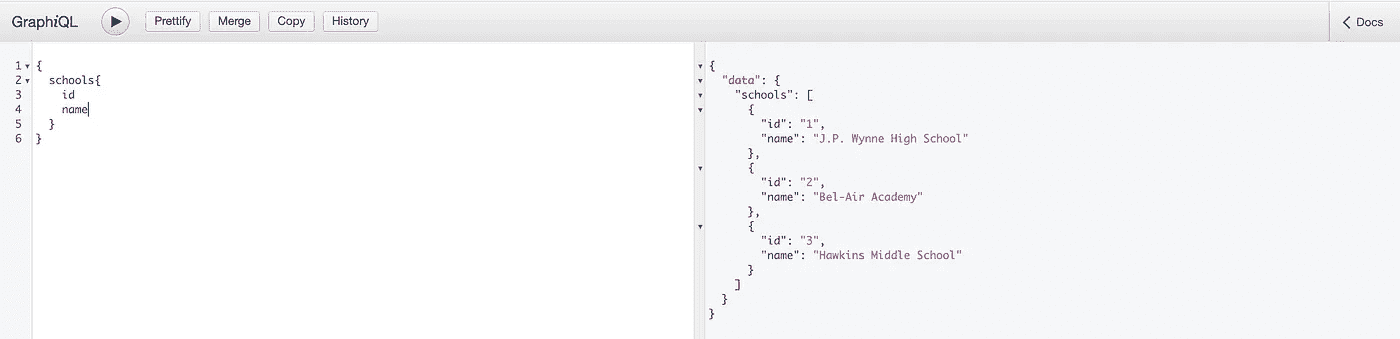 GraphiQL Prettify Merge Copy History Docs
1 {
2 schools{
3 id
4 name
5 }
6 }
{
"data": {
"schools": [
{
"id": "1",
"name": "J.P. Wynne High School"
},
{
"id": "2",
"name": "Bel-Air Academy"
},
{
"id": "3",
"name": "Hawkins Middle School"
}
]
}
}